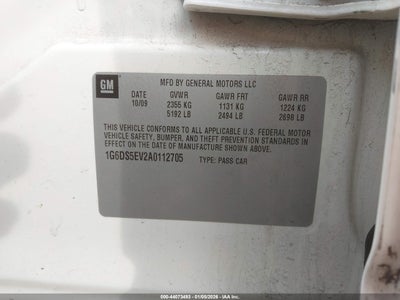 GM
MFD BY GENERAL MOTORS LLC
DATE GVWR GAWR FRT GAWR RR
10/09 2355 KG 1131 KG 1224 KG
5192 LB 2494 LB 2698 LB
THIS VEHICLE CONFORMS TO ALL APPLICABLE U.S. FEDERAL MOTOR
VEHICLE SAFETY, BUMPER, AND THEFT PREVENTION STANDARDS IN
EFFECT ON THE DATE OF MANUFACTURE SHOWN ABOVE.
1G6DS5EV2A0112705 TYPE: PASS CAR
000-44073493 - 01/05/2026 - IAA Inc.